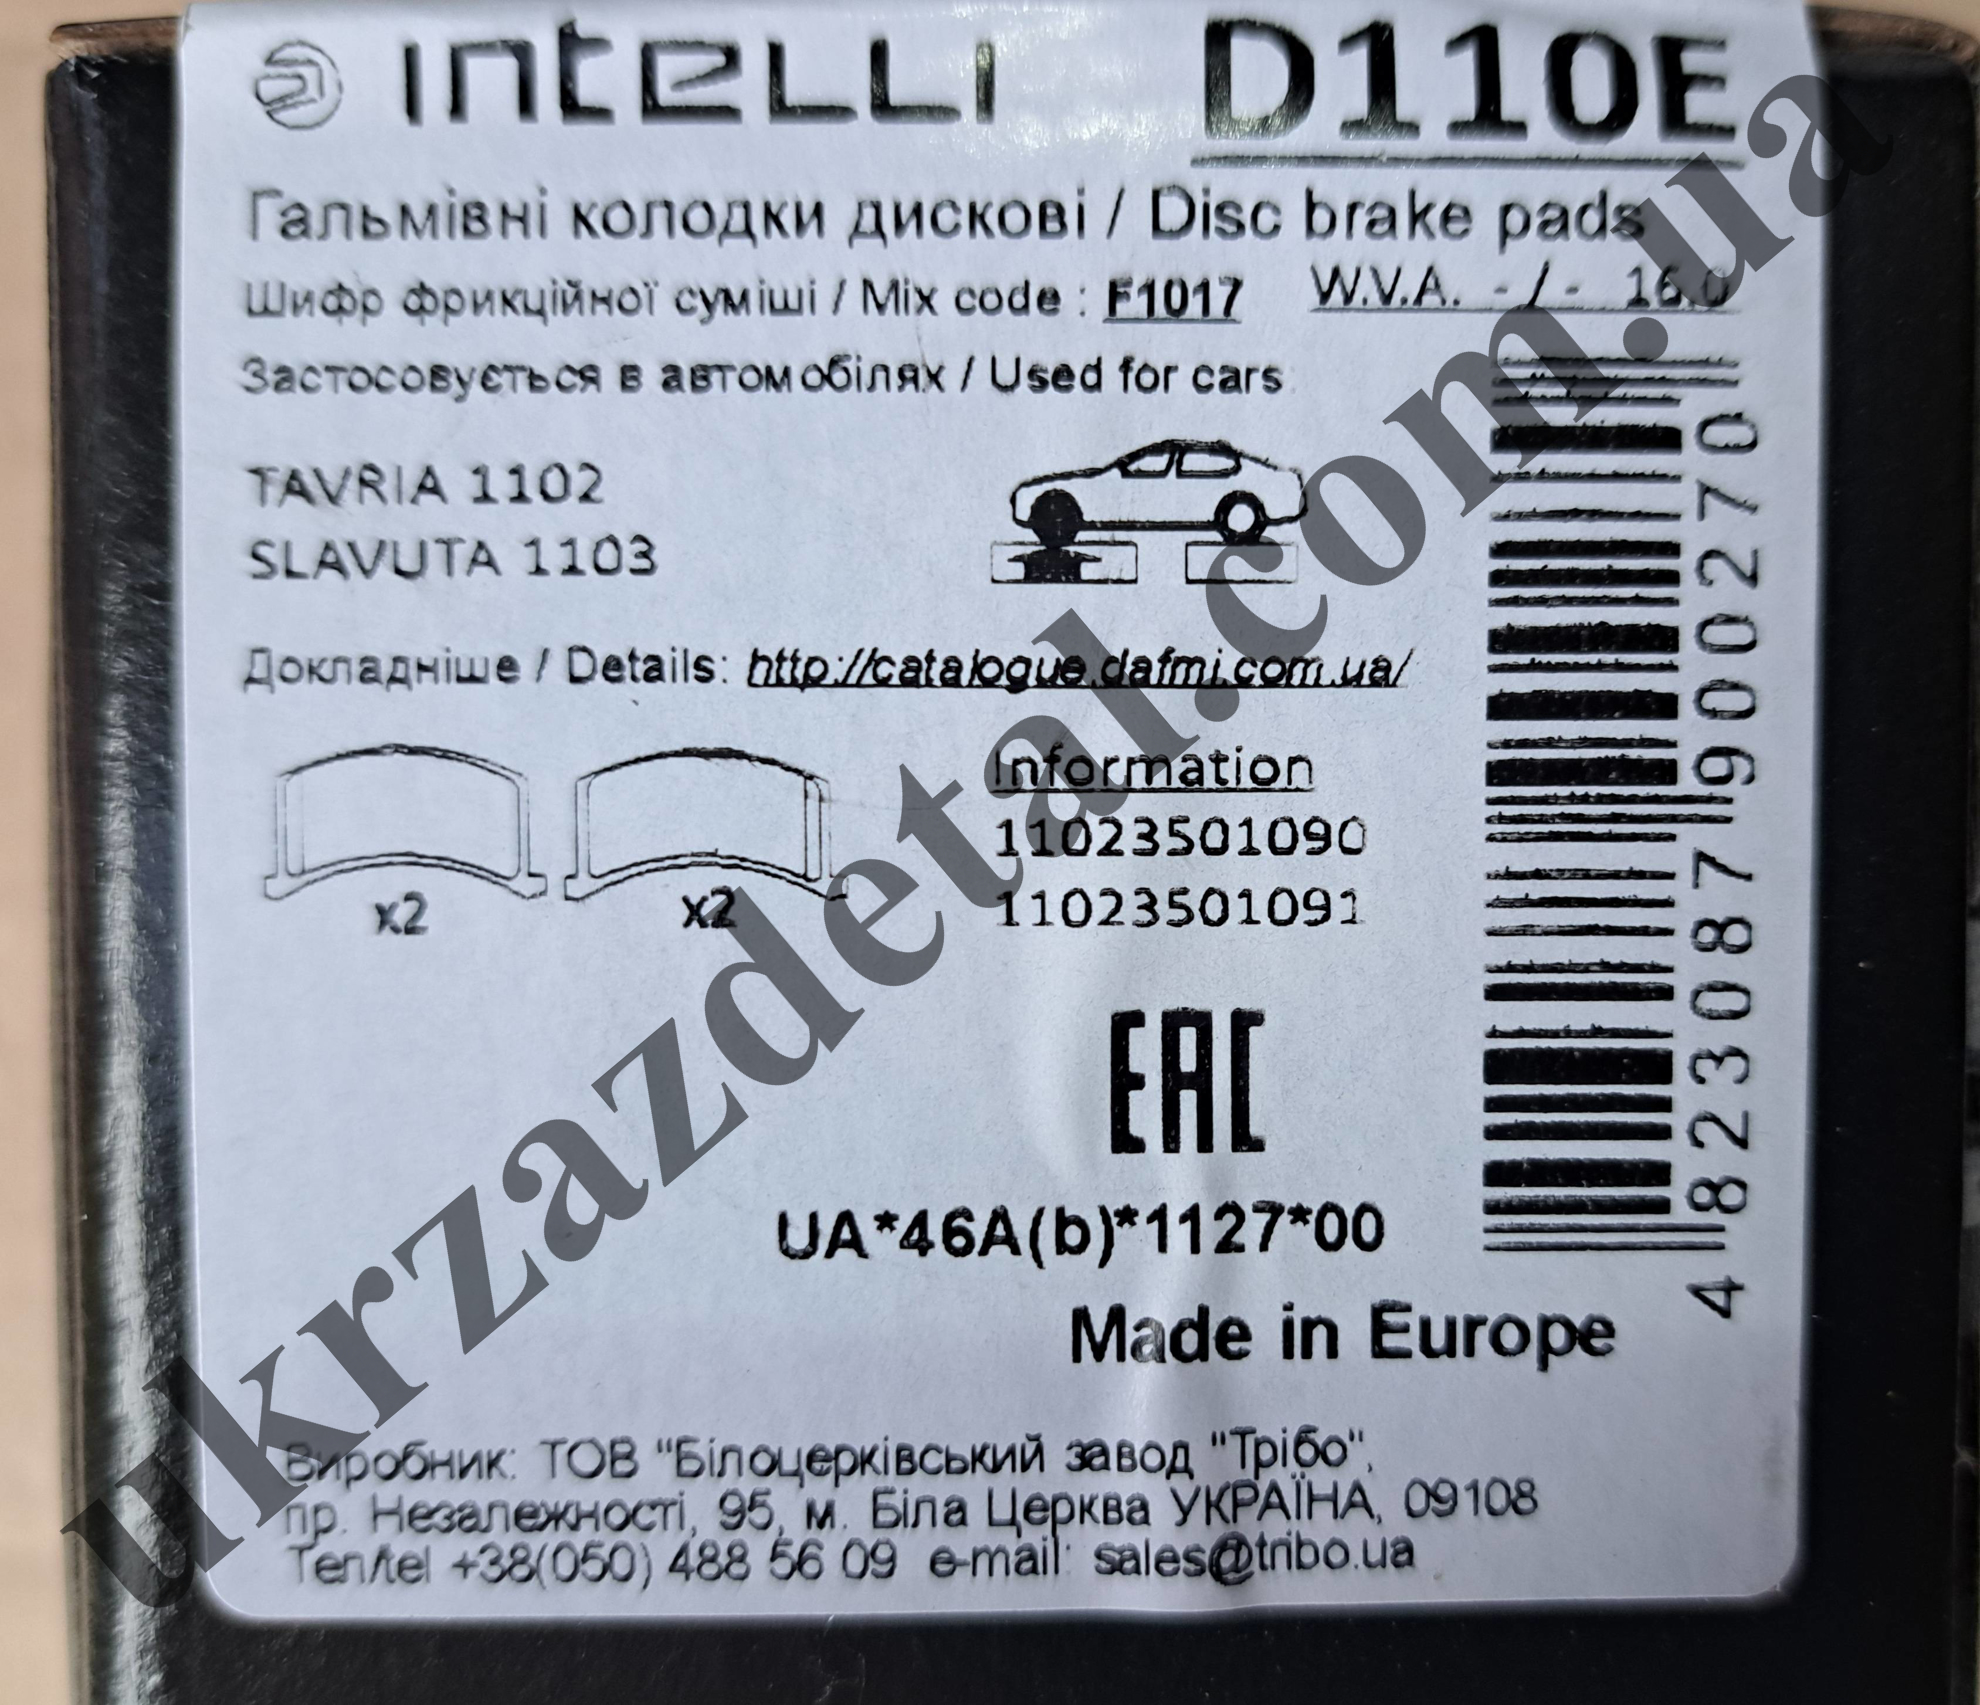 INTELLI D110E
Гальмівні колодки дискові / Disc brake pads
Шифр фрикційної суміші / Mix code : F1017 W.V.A. - / - 16.0
Застосовується в автомобілях / Used for cars
TAVRIA 1102
SLAVUTA 1103
Докладніше / Details: http://catalogue.dafmi.com.ua/
Information
11023501090
11023501091
x2 x2
EAC
UA*46A(b)*1127*00
Made in Europe
4 823087 900270
Виробник: ТОВ "Білоцерківський завод "Трібо",
пр. Незалежності, 95, м. Біла Церква УКРАЇНА, 09108
Тел/tel +38(050) 488 56 09 e-mail: sales@tribo.ua
ukrzazdetal.com.ua